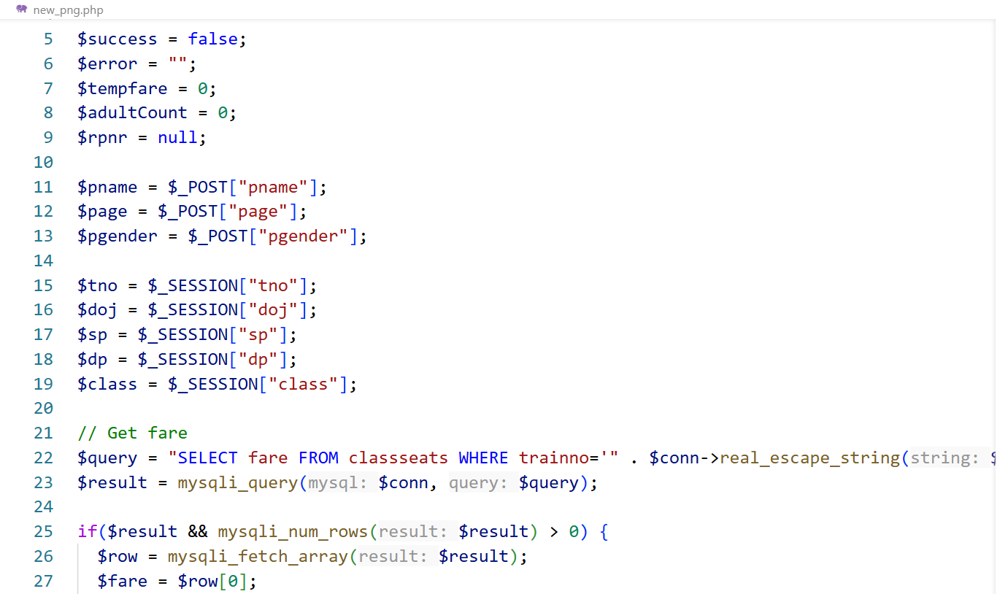 new_png.php
5 $success = false;
6 $error = "";
7 $tempfare = 0;
8 $adultCount = 0;
9 $rpnr = null;
10
11 $pname = $_POST["pname"];
12 $page = $_POST["page"];
13 $pgender = $_POST["pgender"];
14
15 $tno = $_SESSION["tno"];
16 $doj = $_SESSION["doj"];
17 $sp = $_SESSION["sp"];
18 $dp = $_SESSION["dp"];
19 $class = $_SESSION["class"];
20
21 // Get fare
22 $query = "SELECT fare FROM classseats WHERE trainno='" . $conn->real_escape_string(string: $
23 $result = mysqli_query(mysql: $conn, query: $query);
24
25 if($result && mysqli_num_rows(result: $result) > 0) {
26 $row = mysqli_fetch_array(result: $result);
27 $fare = $row[0];